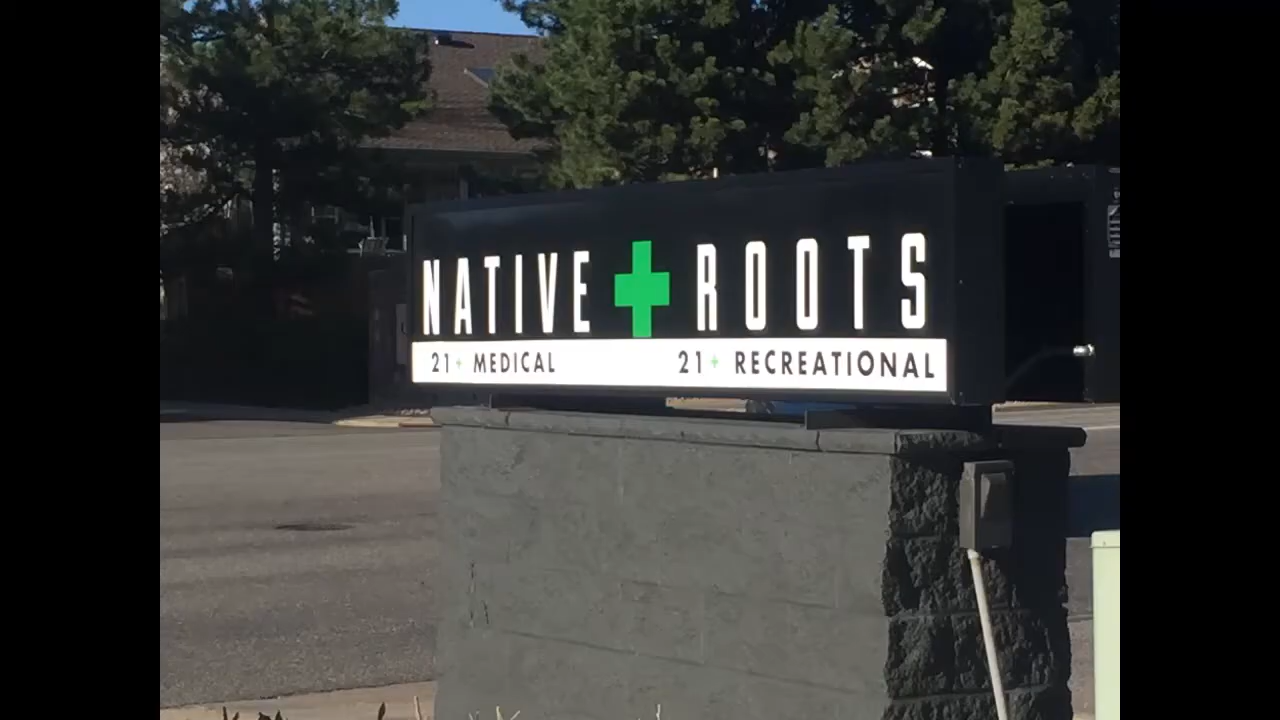 NATIVE + ROOTS
21+ MEDICAL 21+ RECREATIONAL